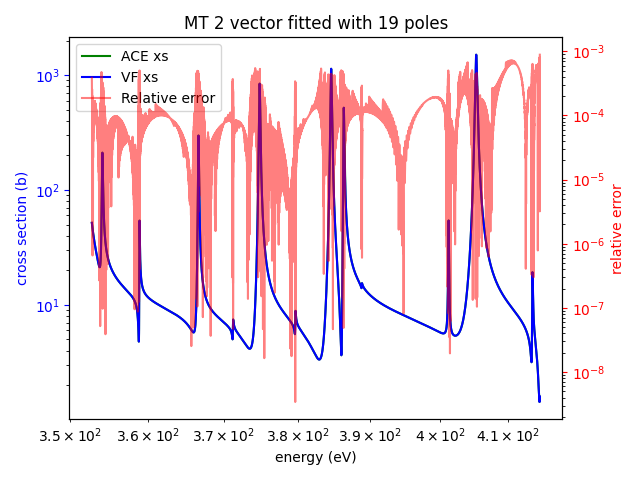 MT 2 vector fitted with 19 poles
ACE xs
VF xs
Relative error
cross section (b)
10³
10²
10¹
relative error
10⁻³
10⁻⁴
10⁻⁵
10⁻⁶
10⁻⁷
10⁻⁸
3.5 × 10² 3.6 × 10² 3.7 × 10² 3.8 × 10² 3.9 × 10² 4 × 10² 4.1 × 10²
energy (eV)